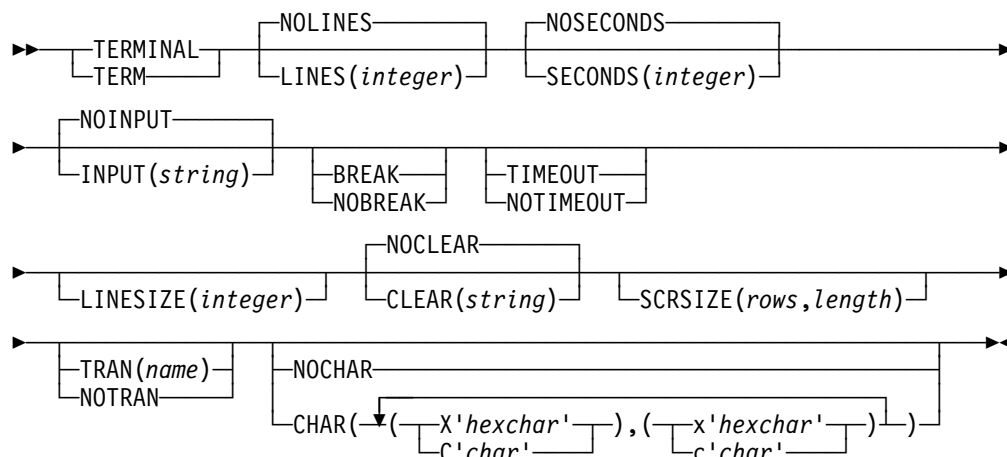 NOLINES NOSECONDS
TERMINAL
TERM LINES(integer) SECONDS(integer)
NOINPUT
INPUT(string) BREAK TIMEOUT
NOBREAK NOTIMEOUT
NOCLEAR
LINESIZE(integer) CLEAR(string) SCRSIZE(rows,length)
TRAN(name) NOCHAR
NOTRAN
CHAR( ( X'hexchar' ),( x'hexchar' ) )
C'char' c'char'